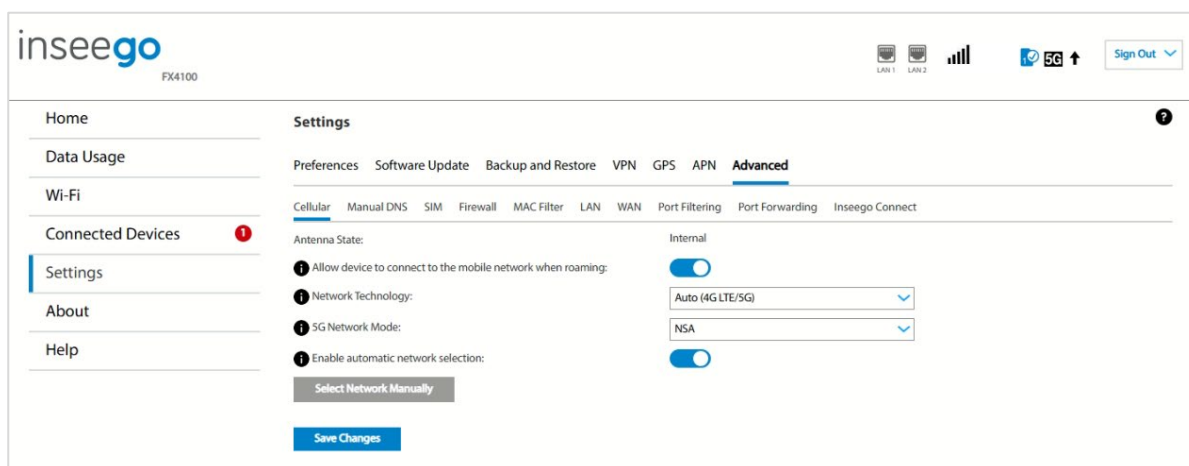 inseego
FX4100
LAN 1 LAN 2 1 5G Sign Out
Home
Data Usage
Wi-Fi
Connected Devices 1
Settings
About
Help
Settings ?
Preferences Software Update Backup and Restore VPN GPS APN Advanced
Cellular Manual DNS SIM Firewall MAC Filter LAN WAN Port Filtering Port Forwarding Inseego Connect
Antenna State: Internal
i Allow device to connect to the mobile network when roaming:
i Network Technology: Auto (4G LTE/5G)
i 5G Network Mode: NSA
i Enable automatic network selection:
Select Network Manually
Save Changes